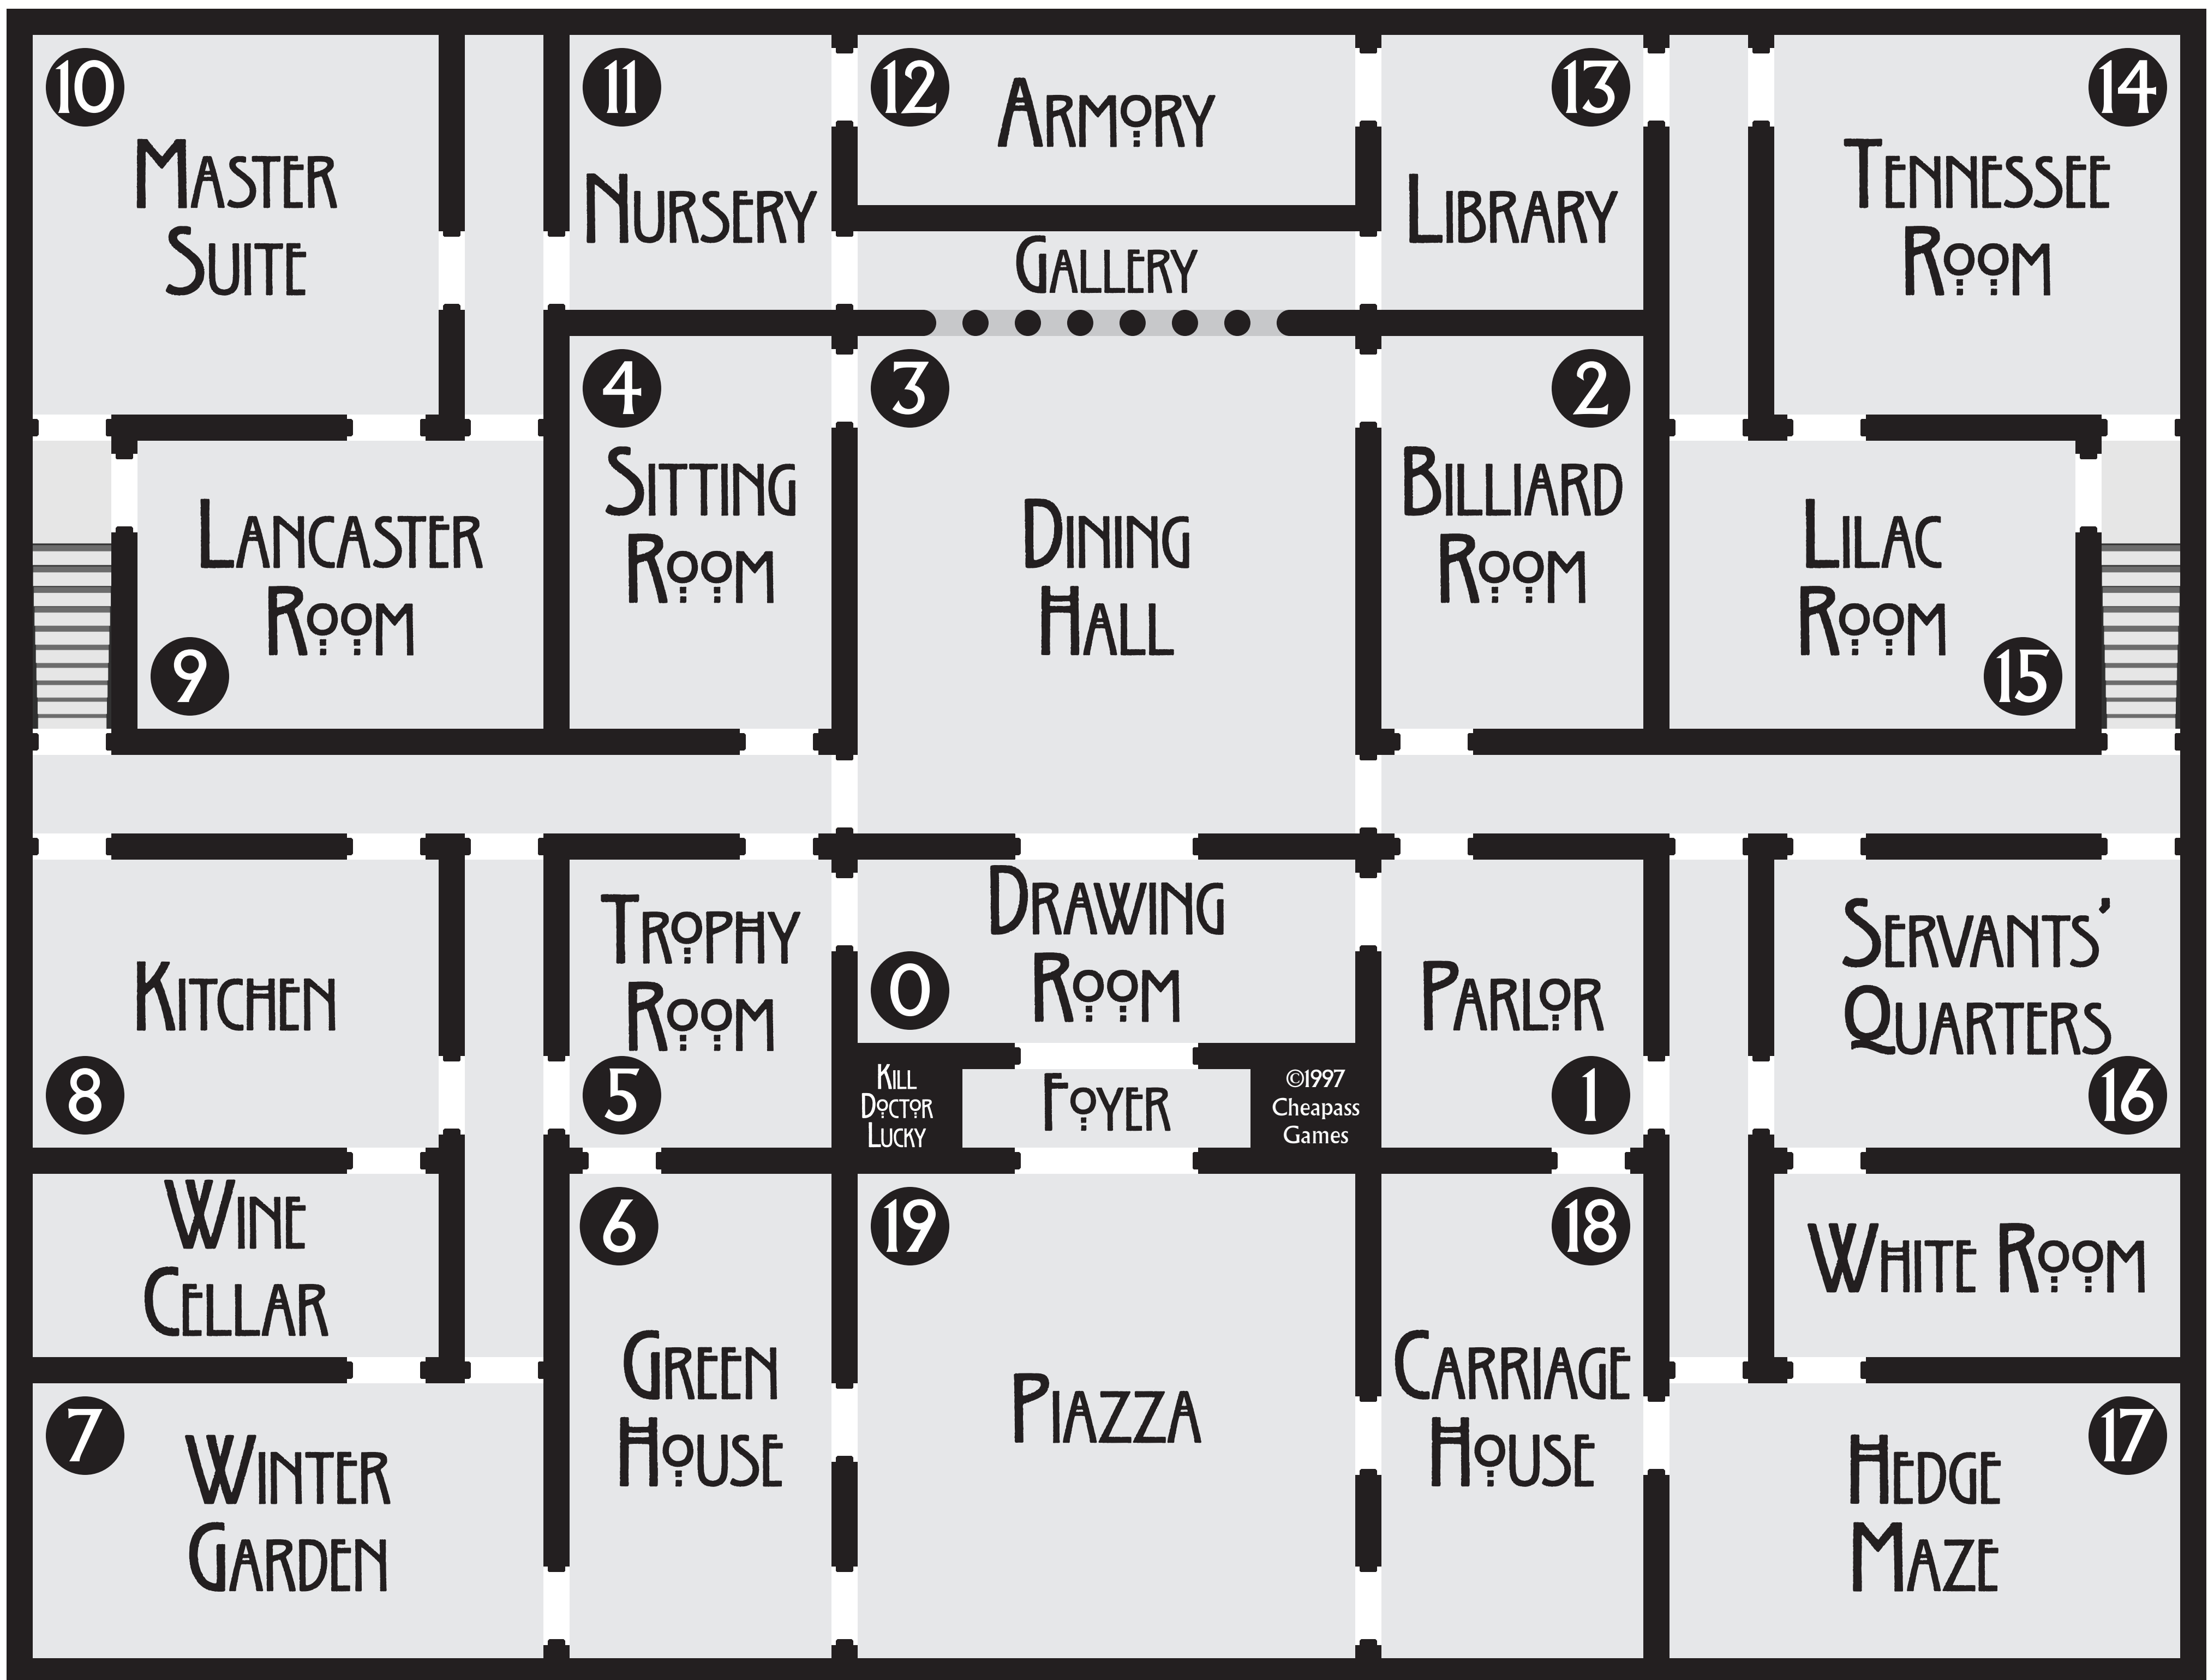 10
Master
Suite
11
Nursery
12
Armory
Gallery
13
Library
14
Tennessee
Room
Lancaster
Room
9
4
Sitting
Room
3
Dining
Hall
2
Billiard
Room
Lilac
Room
15
Kitchen
8
Trophy
Room
5
Drawing
Room
0
Kill
Doctor
Lucky
Foyer
©1997
Cheapass
Games
Parlor
1
Servants'
Quarters
16
Wine
Cellar
7
Winter
Garden
6
Green
House
19
Piazza
18
Carriage
House
White Room
17
Hedge
Maze